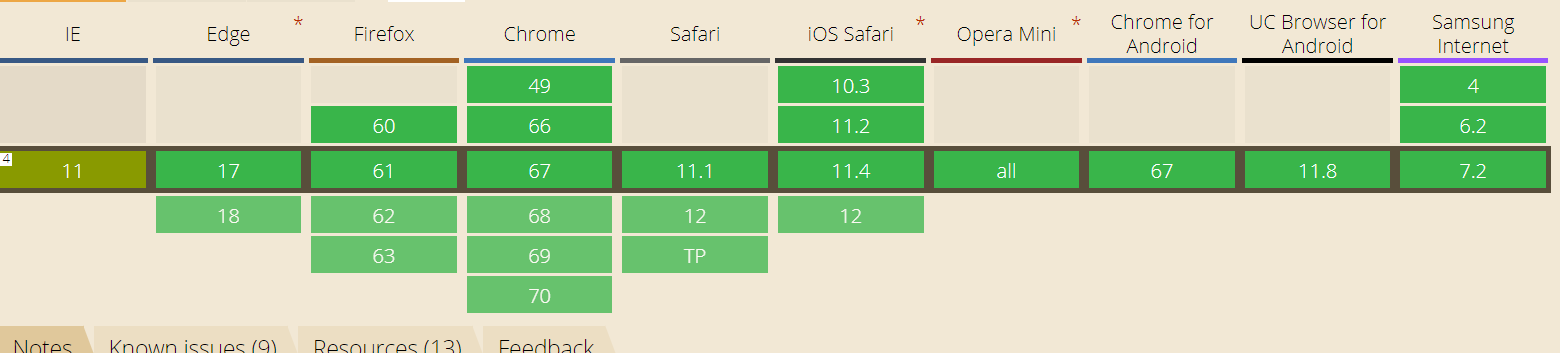 IE Edge * Firefox Chrome Safari iOS Safari * Opera Mini * Chrome for Android UC Browser for Android Samsung Internet
49 10.3 4
60 66 11.2 6.2
4 11 17 61 67 11.1 11.4 all 67 11.8 7.2
18 62 68 12 12
63 69 TP
70
Notes Known issues (9) Resources (13) Feedback